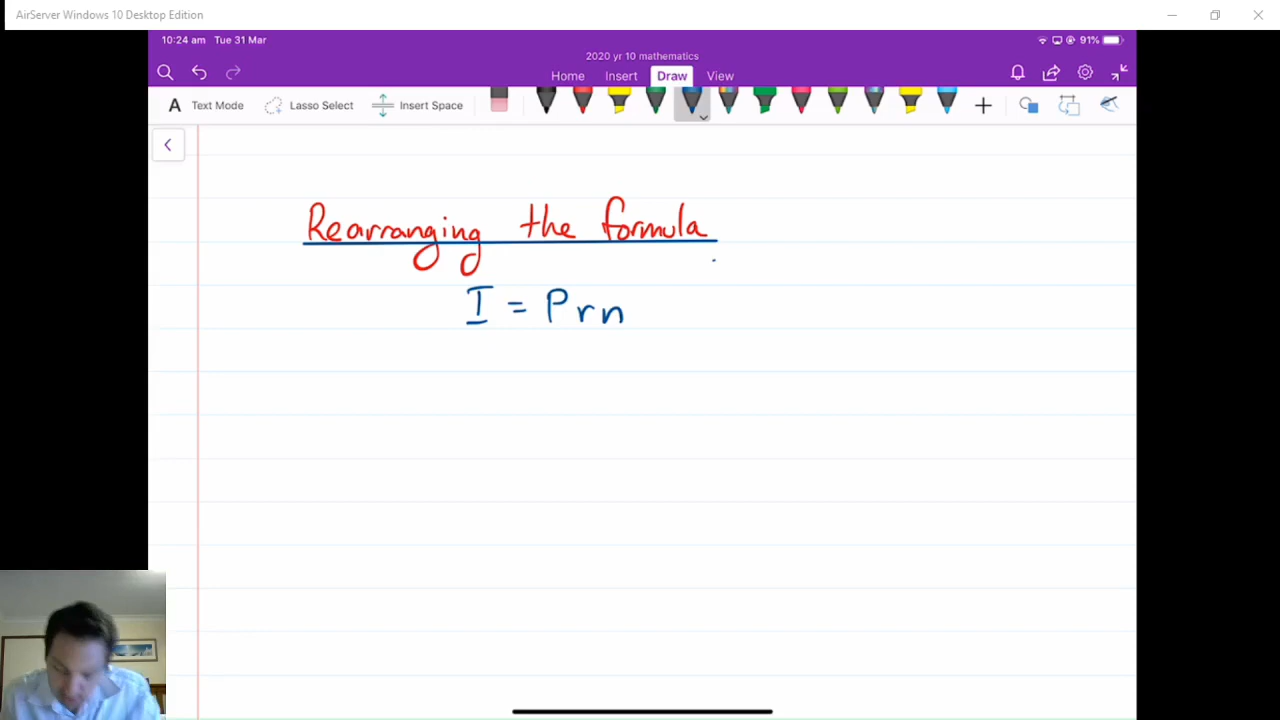 AirServer Windows 10 Desktop Edition
10:24 am Tue 31 Mar
91%
2020 yr 10 mathematics
Home Insert Draw View
A Text Mode Lasso Select Insert Space
Rearranging the formula
I = Prn